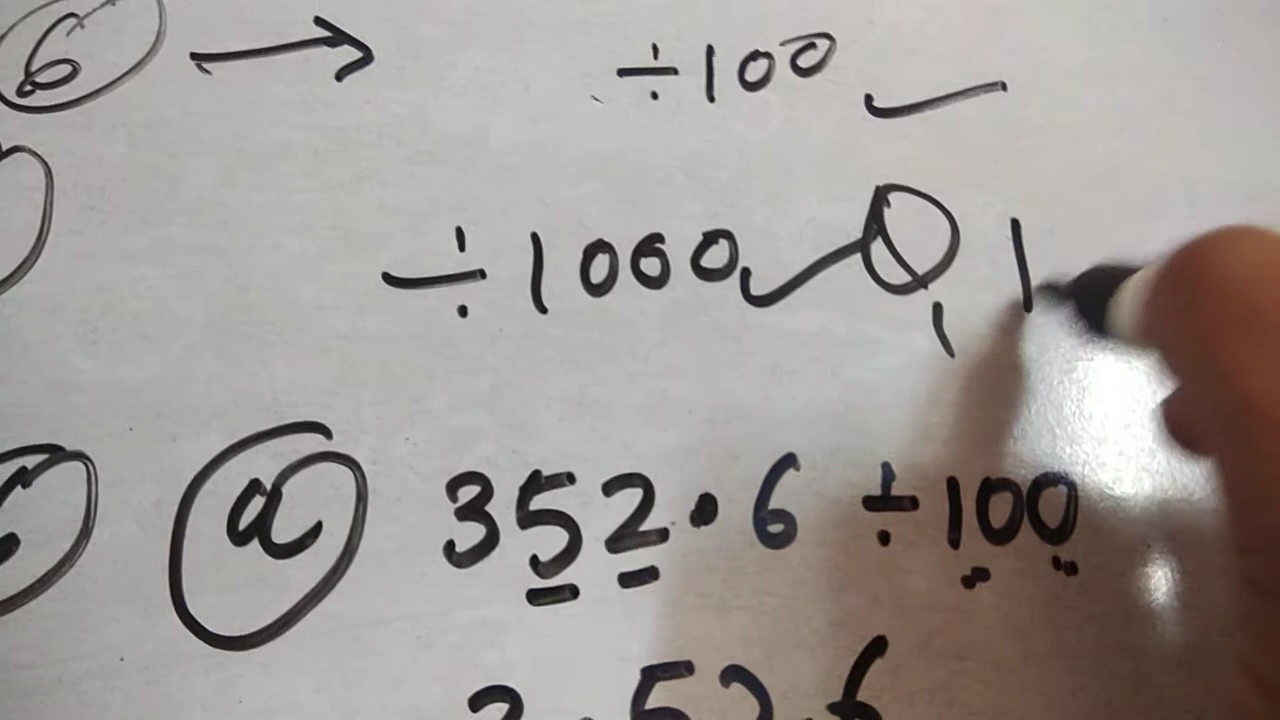 6 → ÷100
÷1000 0, 1
a 352.6 ÷100
3.526